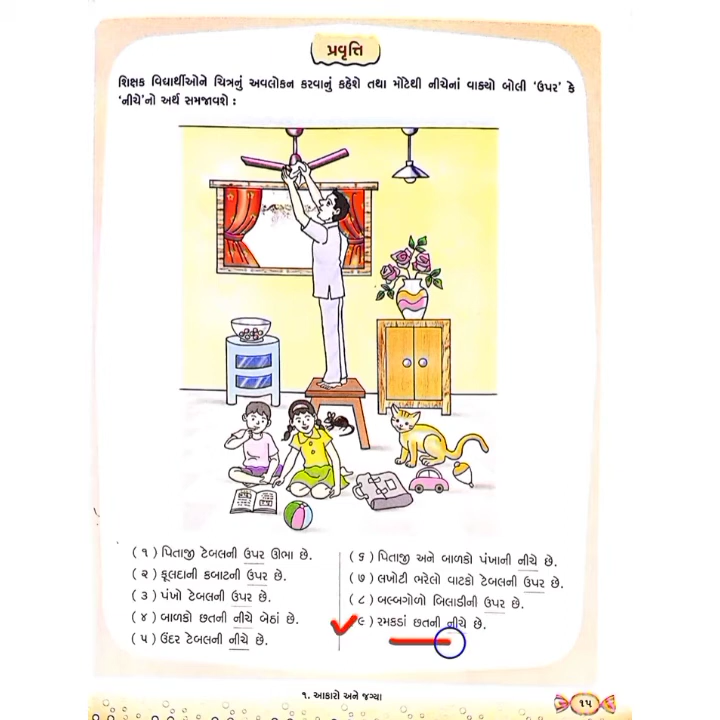 પ્રવૃત્તિ
શિક્ષક વિદ્યાર્થીઓને ચિત્રનું અવલોકન કરવાનું કહેશે તથા મોટેથી નીચેનાં વાક્યો બોલી ‘ઉપર’ કે
‘નીચે’નો અર્થ સમજાવશે :
( ૧ ) પિતાજી ટેબલની ઉપર ઊભા છે.
( ૨ ) ફૂલદાની કબાટની ઉપર છે.
( ૩ ) પંખો ટેબલની ઉપર છે.
( ૪ ) બાળકો છતની નીચે બેઠાં છે.
( ૫ ) ઉંદર ટેબલની નીચે છે.
( ૬ ) પિતાજી અને બાળકો પંખાની નીચે છે.
( ૭ ) લખોટી ભરેલો વાટકો ટેબલની ઉપર છે.
( ૮ ) બલ્બગોળો બિલાડીની ઉપર છે.
૯ ) રમકડાં છતની નીચે છે.
૧. આકારો અને જગ્યા
૧૫